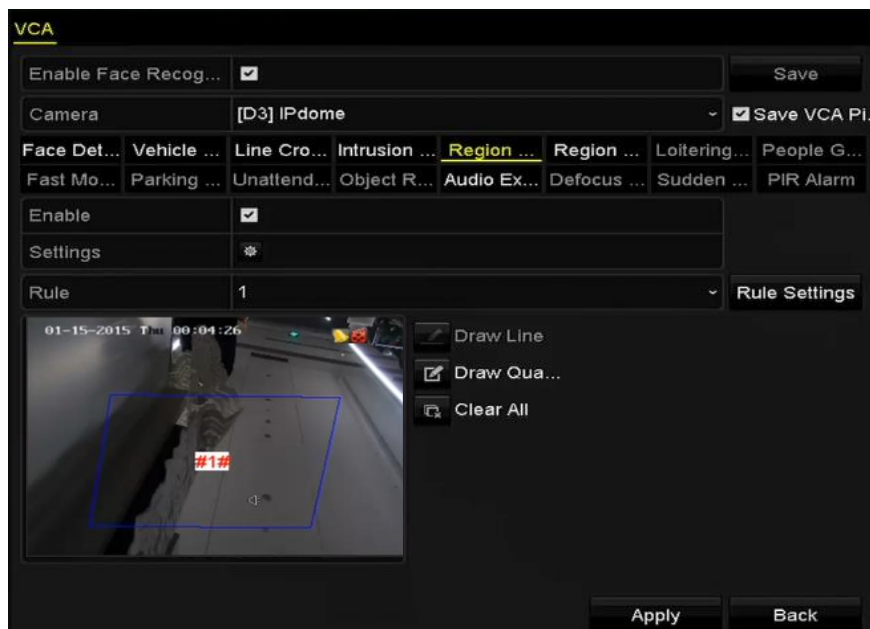 VCA
Enable Face Recog... Save
Camera [D3] IPdome Save VCA Pi.
Face Det... Vehicle ... Line Cro... Intrusion ... Region ... Region ... Loitering... People G...
Fast Mo... Parking ... Unattend... Object R... Audio Ex... Defocus ... Sudden ... PIR Alarm
Enable
Settings
Rule 1 Rule Settings
01-15-2015 Thu 00:04:26
Draw Line
Draw Qua...
Clear All
#1#
Apply Back